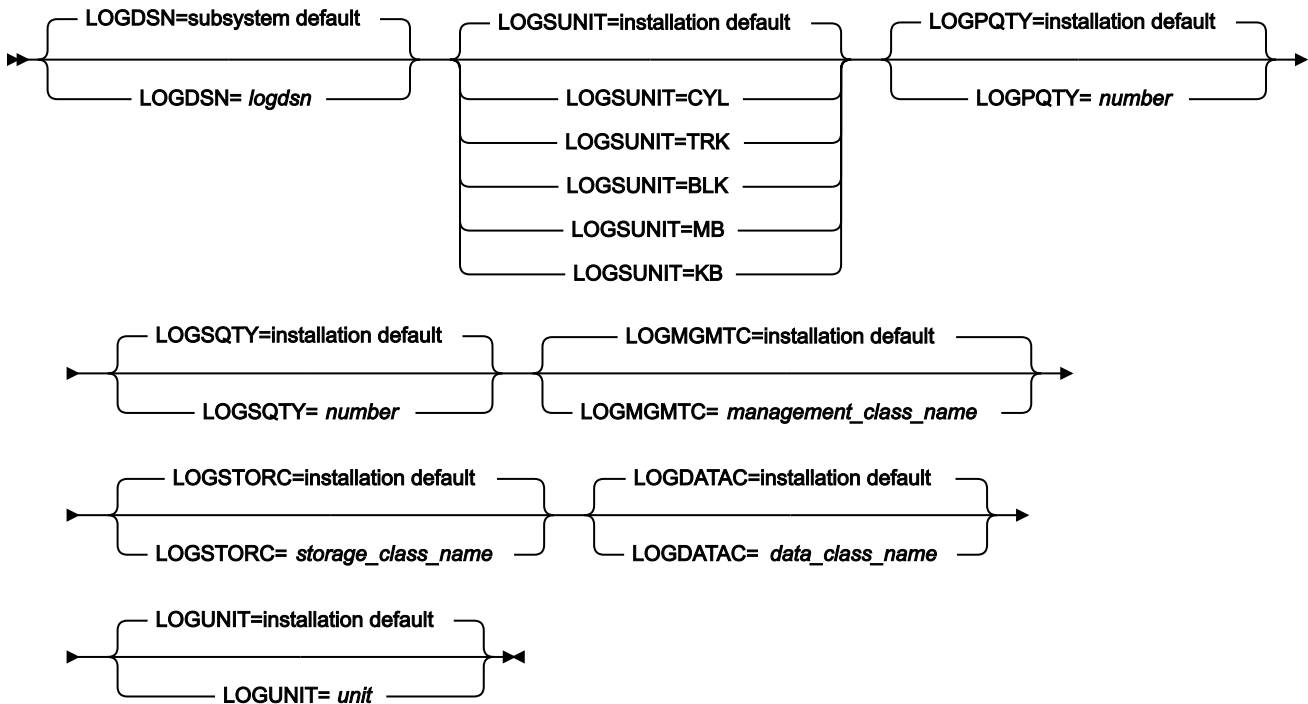 LOGDSN=subsystem default
LOGDSN= logdsn
LOGSUNIT=installation default
LOGSUNIT=CYL
LOGSUNIT=TRK
LOGSUNIT=BLK
LOGSUNIT=MB
LOGSUNIT=KB
LOGPQTY=installation default
LOGPQTY= number
LOGSQTY=installation default
LOGSQTY= number
LOGMGMTC=installation default
LOGMGMTC= management_class_name
LOGSTORC=installation default
LOGSTORC= storage_class_name
LOGDATAC=installation default
LOGDATAC= data_class_name
LOGUNIT=installation default
LOGUNIT= unit